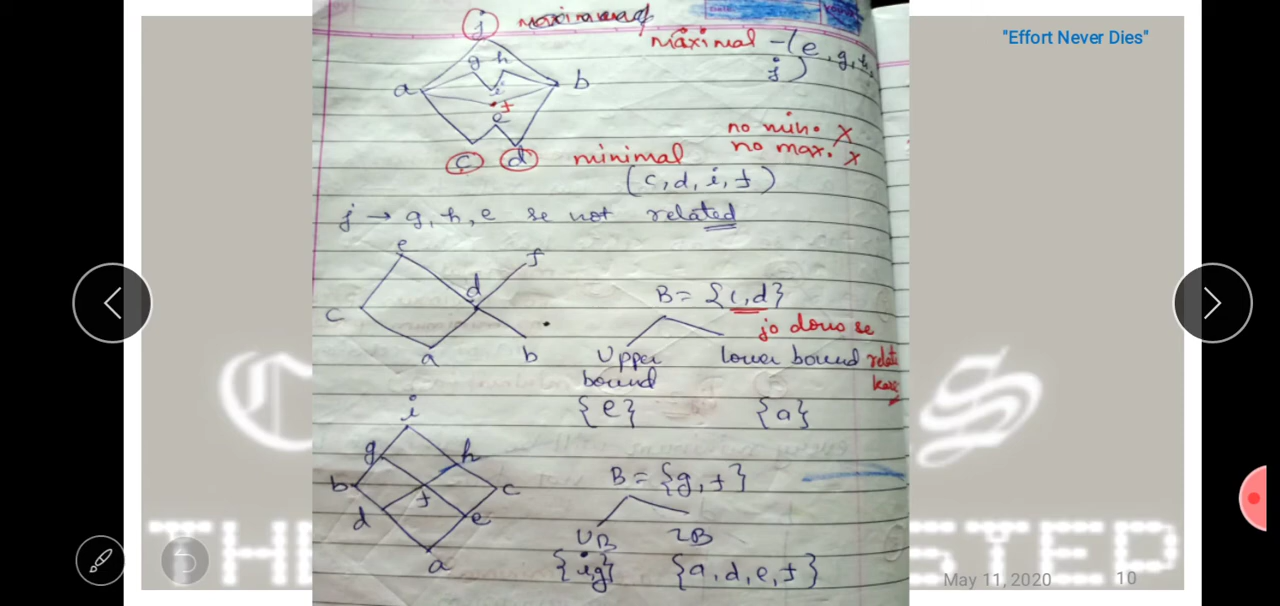 "Effort Never Dies"
j
maximal - (e, g, h,
j)
g h
a i b
f
e
c d minimal no min. x
no max. x
(c, d, i, f)
j → g, h, e se not related
e f
d
c B = {c, d}
jo dono se
a b Upper lower bound relate
bound kare
{e} {a}
i
g h B = {g, f}
b f c
d e UB LB
a {i,g} {a, d, e, f}
May 11, 2020 10